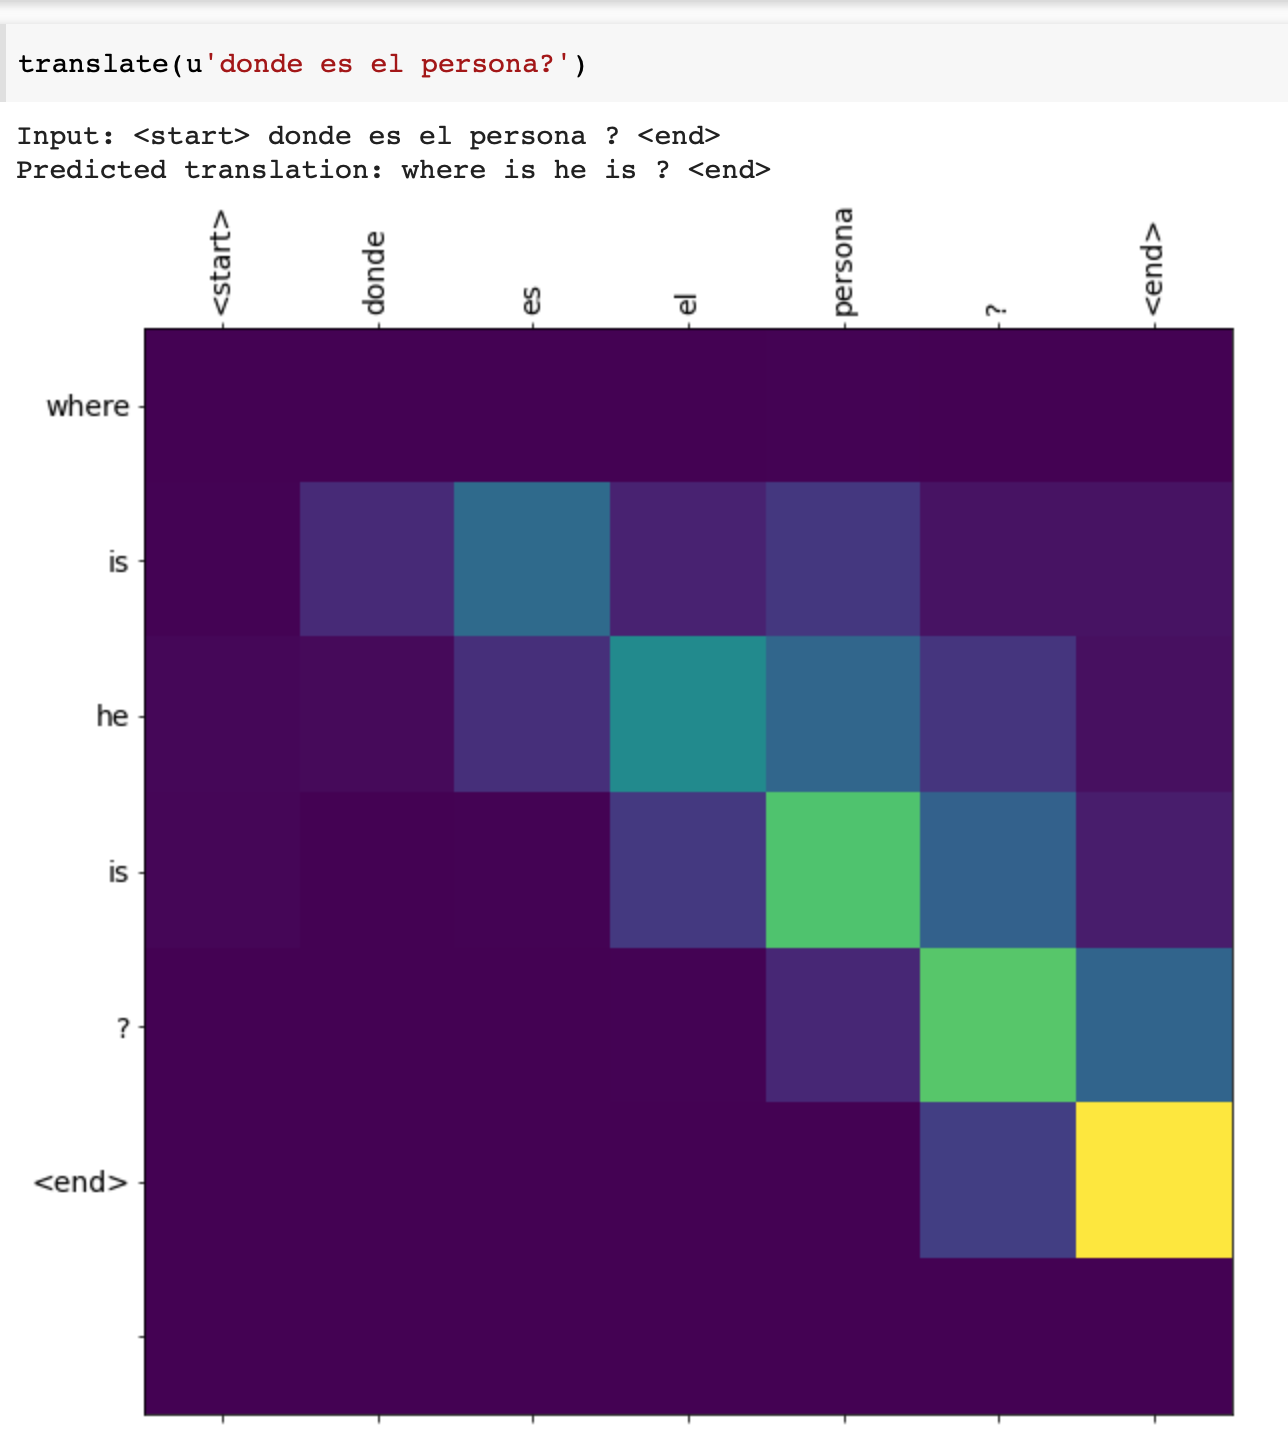 translate(u'donde es el persona?')
Input: <start> donde es el persona ? <end>
Predicted translation: where is he is ? <end>
<start>
donde
es
el
persona
?
<end>
where
is
he
is
?
<end>